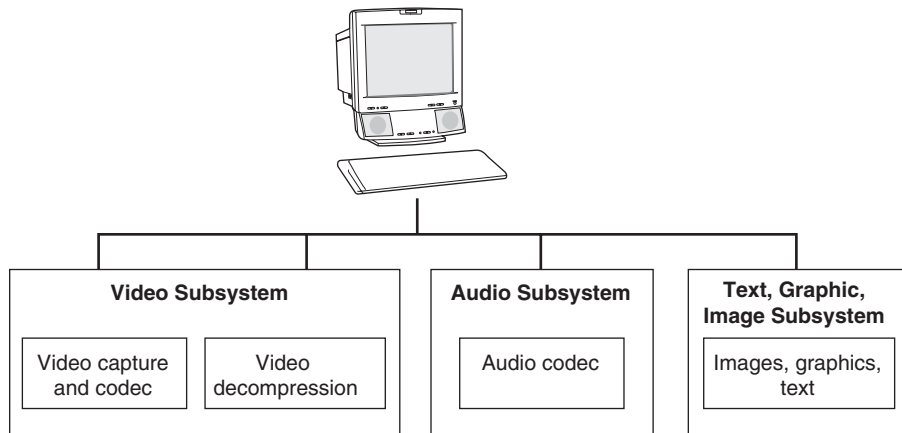 Video Subsystem
Video capture
and codec
Video
decompression
Audio Subsystem
Audio codec
Text, Graphic,
Image Subsystem
Images, graphics,
text